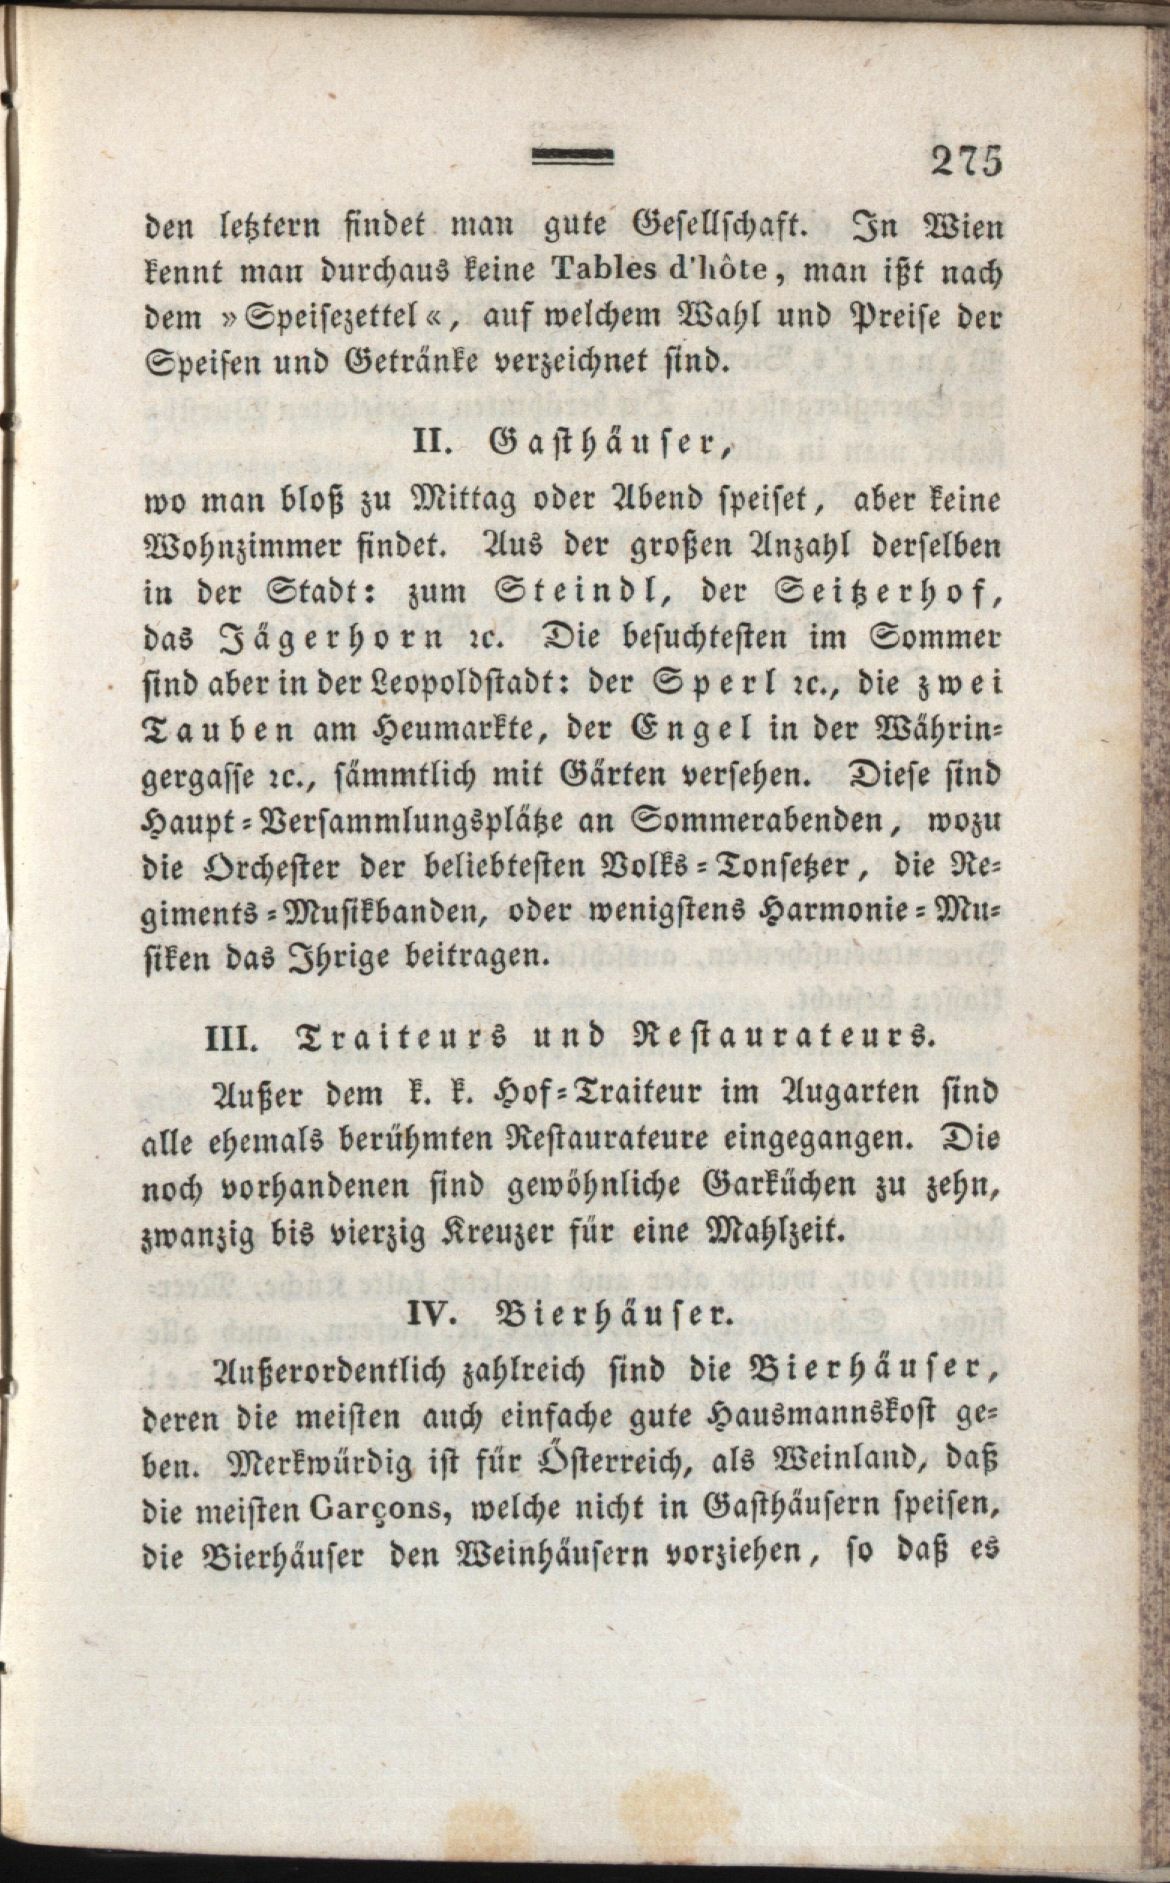 275
den letztern findet man gute Gesellschaft. In Wien
kennt man durchaus keine Tables d'hôte, man ißt nach
dem »Speisezettel«, auf welchem Wahl und Preise der
Speisen und Getränke verzeichnet sind.
II. Gasthäuser,
wo man bloß zu Mittag oder Abend speiset, aber keine
Wohnzimmer findet. Aus der großen Anzahl derselben
in der Stadt: zum Steindl, der Seitzerhof,
das Jägerhorn ꝛc. Die besuchtesten im Sommer
sind aber in der Leopoldstadt: der Sperl ꝛc., die zwei
Tauben am Heumarkte, der Engel in der Währin-
gergasse ꝛc., sämmtlich mit Gärten versehen. Diese sind
Haupt-Versammlungsplätze an Sommerabenden, wozu
die Orchester der beliebtesten Volks-Tonsetzer, die Re-
giments-Musikbanden, oder wenigstens Harmonie-Mu-
siken das Ihrige beitragen.
III. Traiteurs und Restaurateurs.
Außer dem k. k. Hof-Traiteur im Augarten sind
alle ehemals berühmten Restaurateure eingegangen. Die
noch vorhandenen sind gewöhnliche Garküchen zu zehn,
zwanzig bis vierzig Kreuzer für eine Mahlzeit.
IV. Bierhäuser.
Außerordentlich zahlreich sind die Bierhäuser,
deren die meisten auch einfache gute Hausmannskost ge-
ben. Merkwürdig ist für Österreich, als Weinland, daß
die meisten Garçons, welche nicht in Gasthäusern speisen,
die Bierhäuser den Weinhäusern vorziehen, so daß es